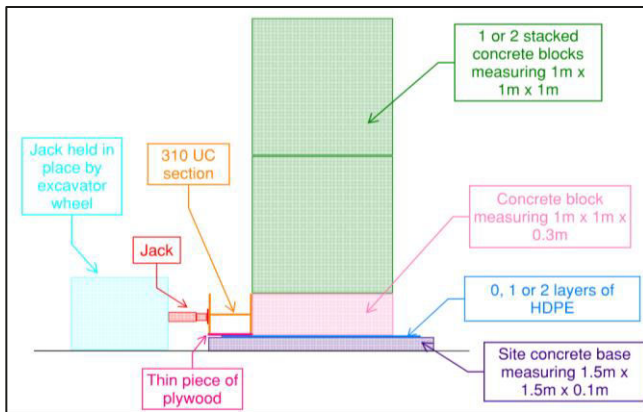 1 or 2 stacked
concrete blocks
measuring 1m x
1m x 1m
Jack held in
place by
excavator
wheel
310 UC
section
Jack
Concrete block
measuring 1m x 1m x
0.3m
0, 1 or 2 layers of
HDPE
Thin piece of
plywood
Site concrete base
measuring 1.5m x
1.5m x 0.1m